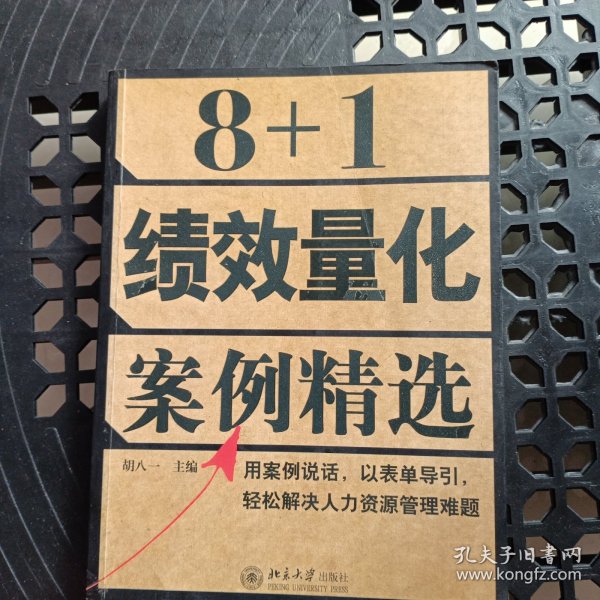 8+1
绩效量化
案例精选
胡八一 主编
用案例说话，以表单导引，
轻松解决人力资源管理难题
北京大学出版社
PEKING UNIVERSITY PRESS
孔夫子旧书网
www.kongfz.com